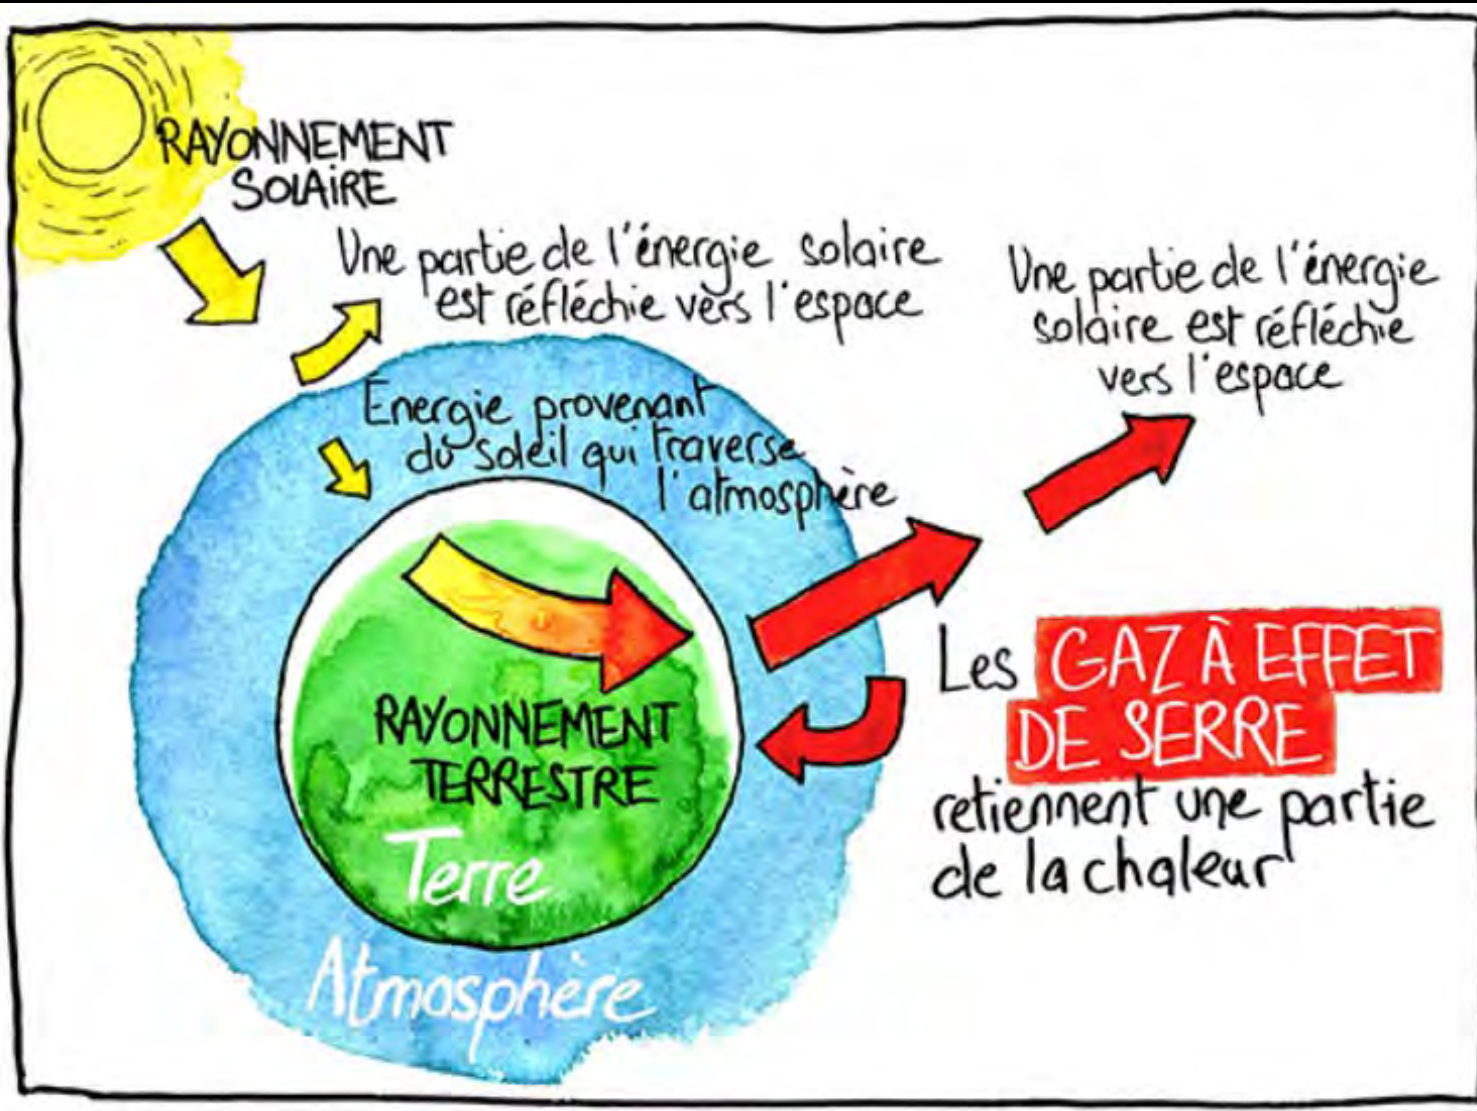 RAYONNEMENT
SOLAIRE
Une partie de l'énergie solaire
est réfléchie vers l'espace
Une partie de l'énergie
solaire est réfléchie
vers l'espace
Energie provenant
du soleil qui traverse
l'atmosphère
Les GAZ À EFFET
DE SERRE
retiennent une partie
de la chaleur
RAYONNEMENT
TERRESTRE
Terre
Atmosphère